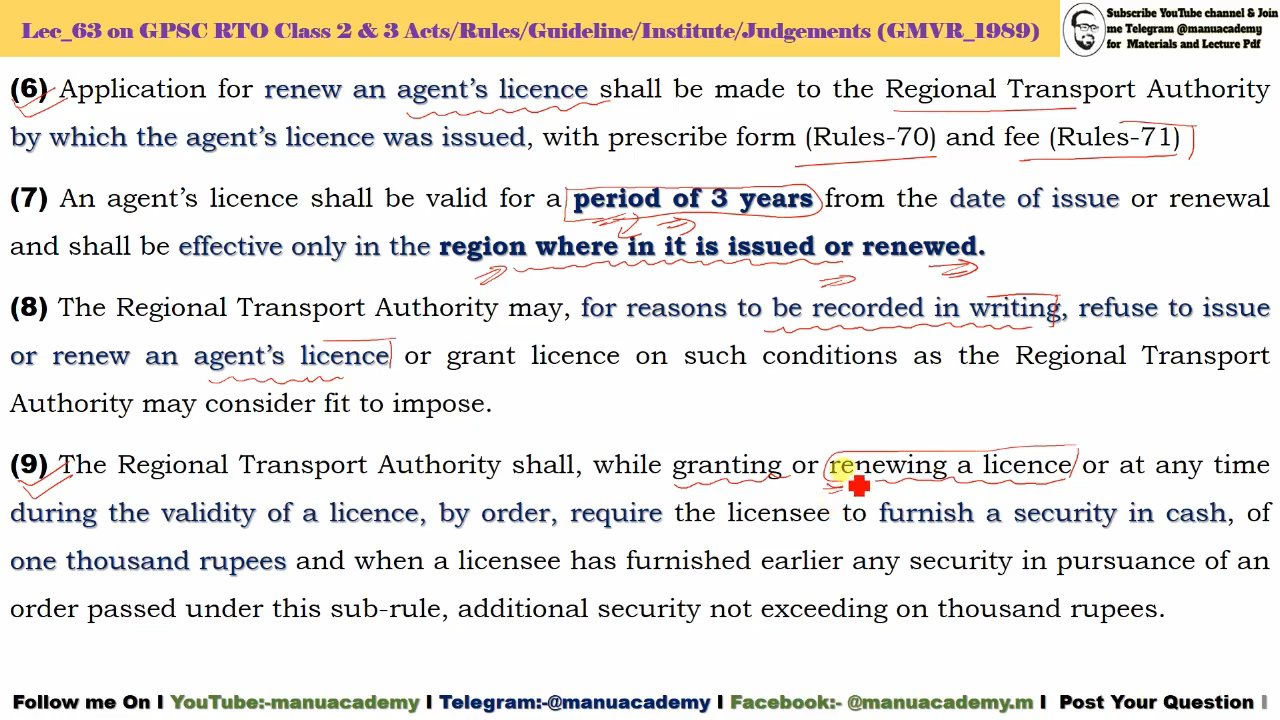 Lec_63 on GPSC RTO Class 2 & 3 Acts/Rules/Guideline/Institute/Judgements (GMVR_1989)
Subscribe YouTube channel & Join
me Telegram @manuacademy
for Materials and Lecture Pdf
(6) Application for renew an agent's licence shall be made to the Regional Transport Authority
by which the agent's licence was issued, with prescribe form (Rules-70) and fee (Rules-71)
(7) An agent's licence shall be valid for a period of 3 years from the date of issue or renewal
and shall be effective only in the region where in it is issued or renewed.
(8) The Regional Transport Authority may, for reasons to be recorded in writing, refuse to issue
or renew an agent's licence or grant licence on such conditions as the Regional Transport
Authority may consider fit to impose.
(9) The Regional Transport Authority shall, while granting or renewing a licence or at any time
during the validity of a licence, by order, require the licensee to furnish a security in cash, of
one thousand rupees and when a licensee has furnished earlier any security in pursuance of an
order passed under this sub-rule, additional security not exceeding on thousand rupees.
Follow me On I YouTube:-manuacademy I Telegram:-@manuacademy I Facebook:- @manuacademy.m I Post Your Question I